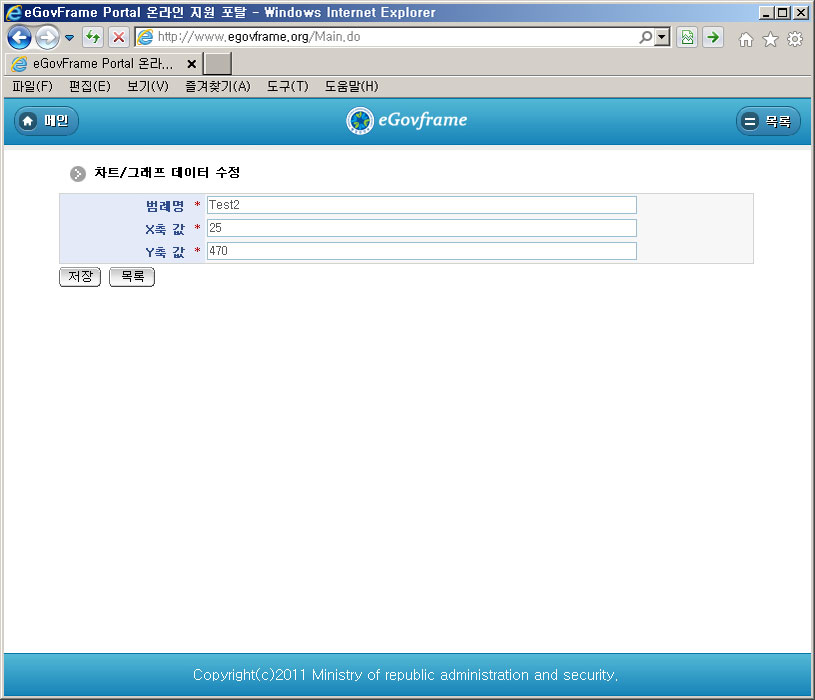 eGovFrame Portal 온라인 지원 포탈 - Windows Internet Explorer
http://www.egovframe.org/Main.do
eGovFrame Portal 온라...
파일(F) 편집(E) 보기(V) 즐겨찾기(A) 도구(T) 도움말(H)
메인 eGovframe 목록
차트/그래프 데이터 수정
범례명 * Test2
X축 값 * 25
Y축 값 * 470
저장 목록
Copyright(c)2011 Ministry of republic administration and security.